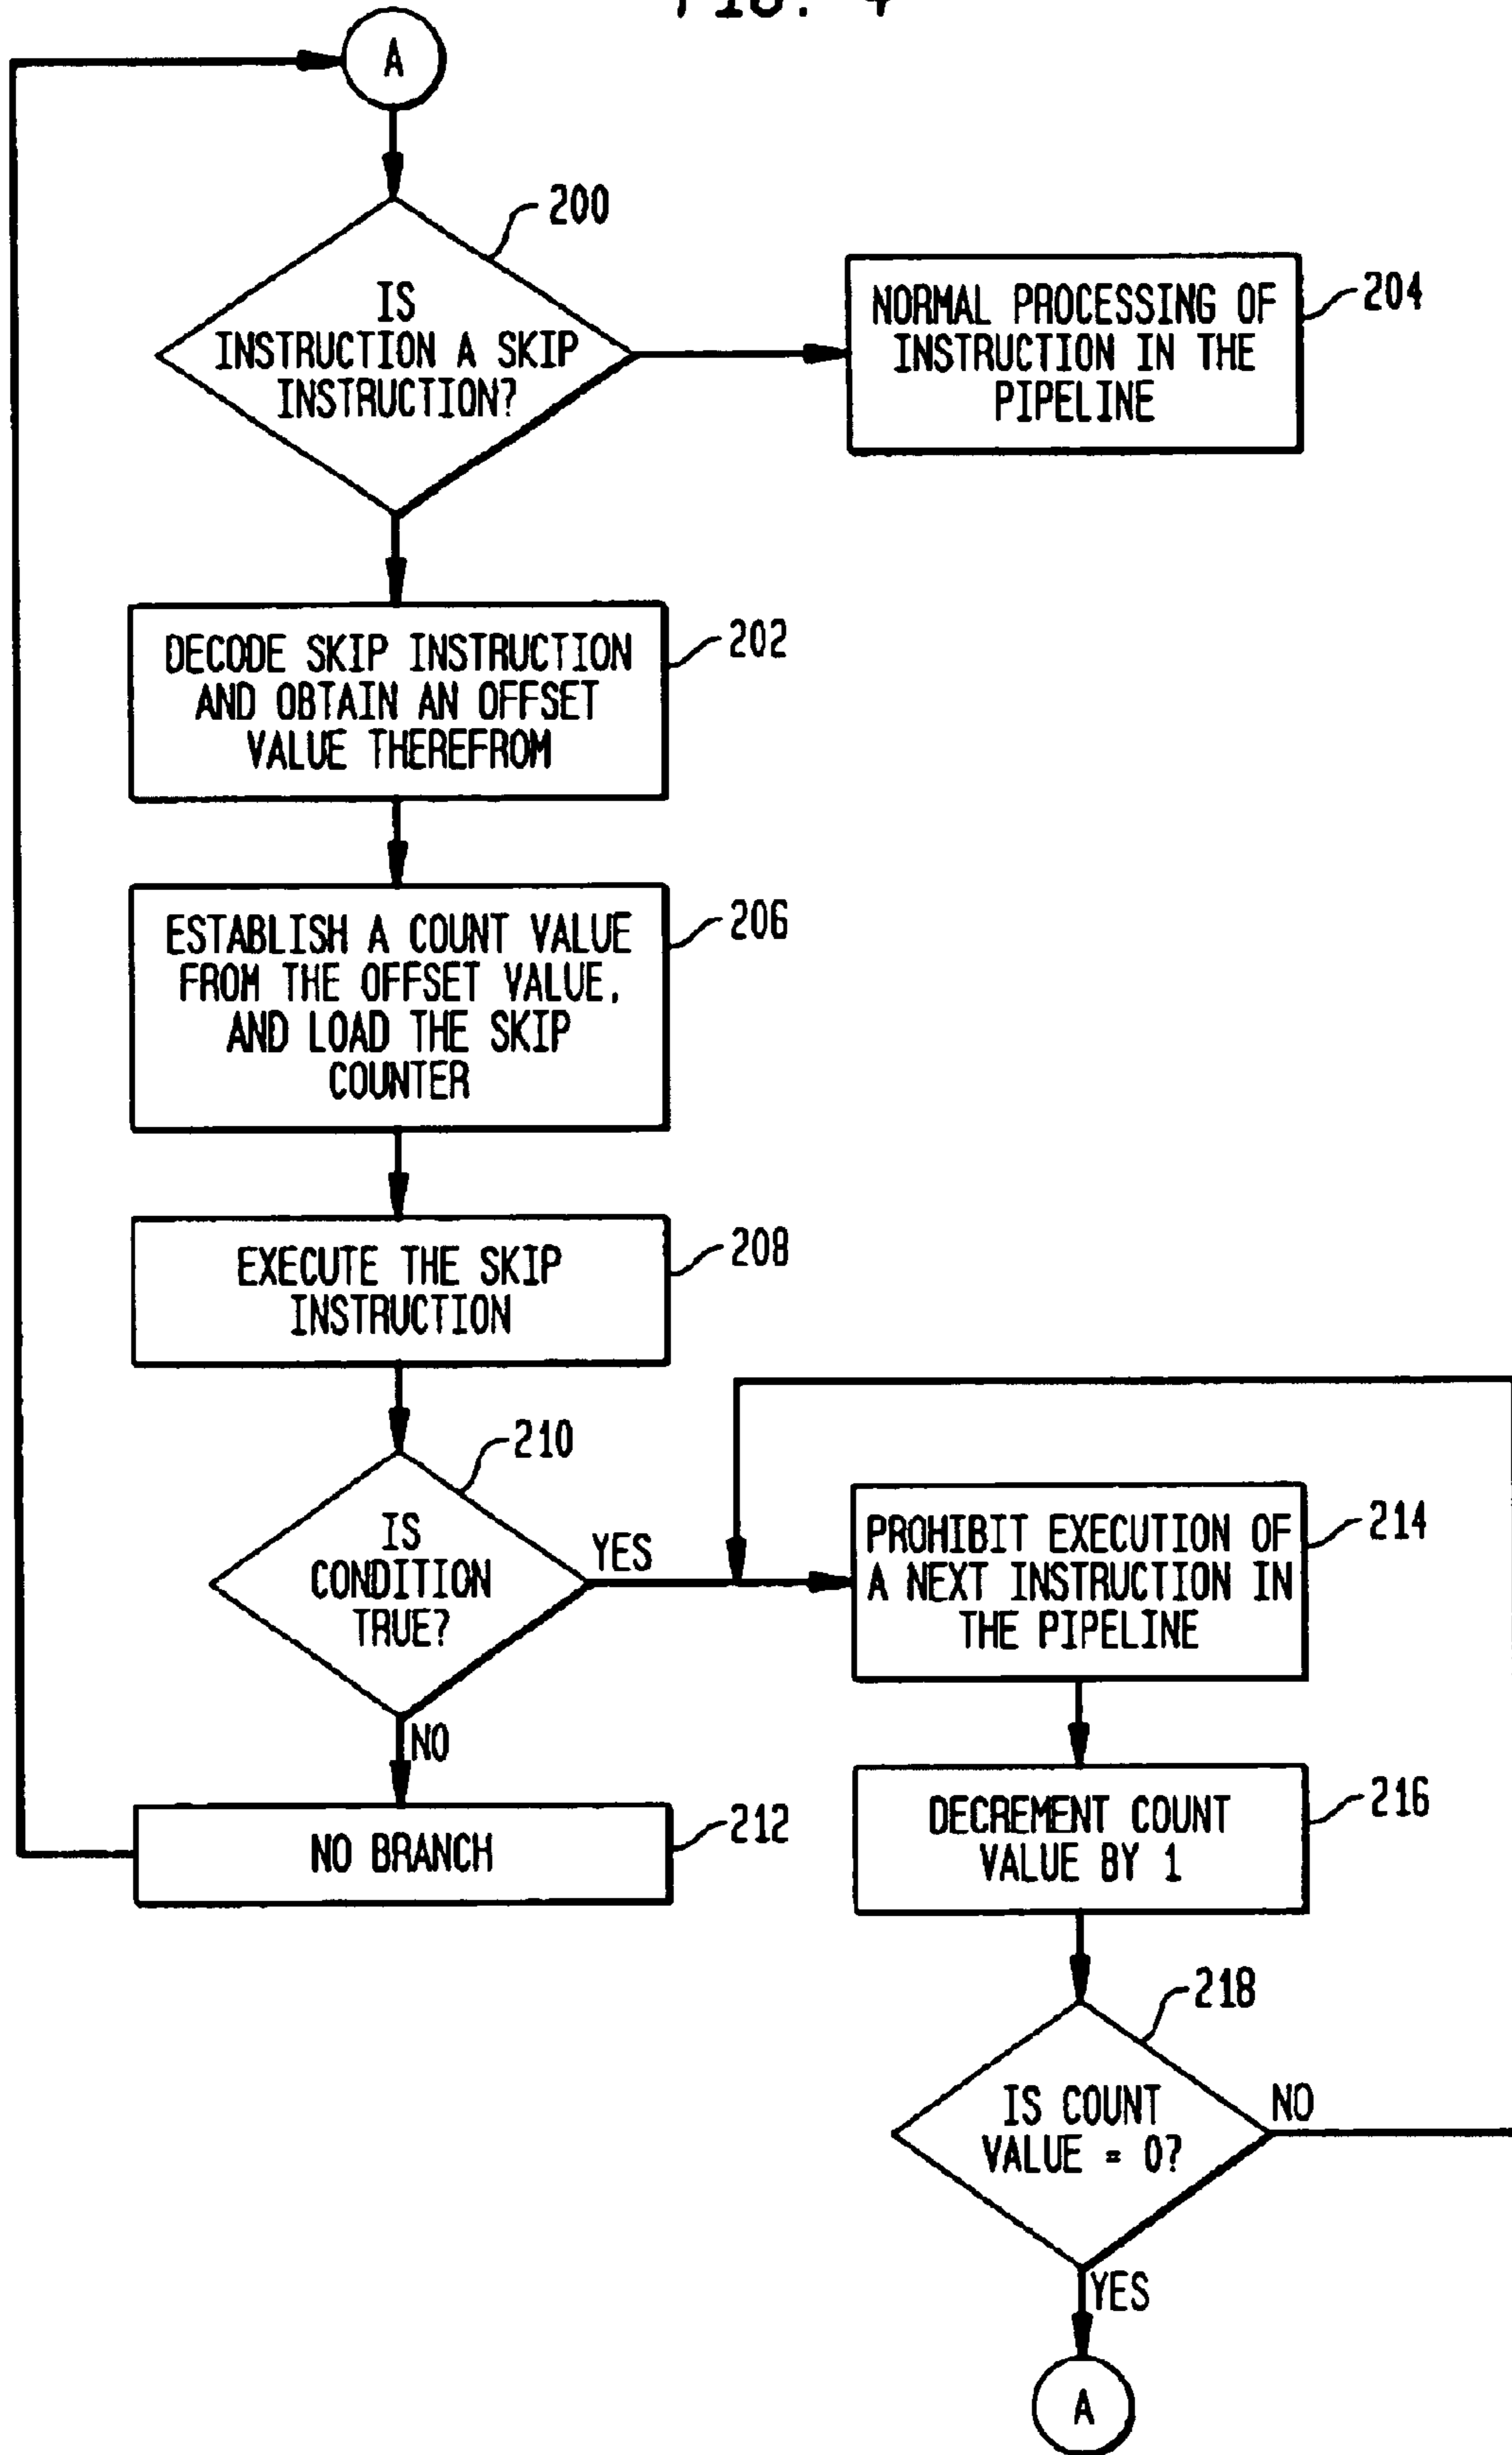 FIG. 4
A
200
IS
INSTRUCTION A SKIP
INSTRUCTION?
NORMAL PROCESSING OF
INSTRUCTION IN THE
PIPELINE
204
DECODE SKIP INSTRUCTION
AND OBTAIN AN OFFSET
VALUE THEREFROM
202
ESTABLISH A COUNT VALUE
FROM THE OFFSET VALUE,
AND LOAD THE SKIP
COUNTER
206
EXECUTE THE SKIP
INSTRUCTION
208
210
IS
CONDITION
TRUE?
YES
NO
PROHIBIT EXECUTION OF
A NEXT INSTRUCTION IN
THE PIPELINE
214
NO BRANCH
212
DECREMENT COUNT
VALUE BY 1
216
218
IS COUNT
VALUE = 0?
NO
YES
A